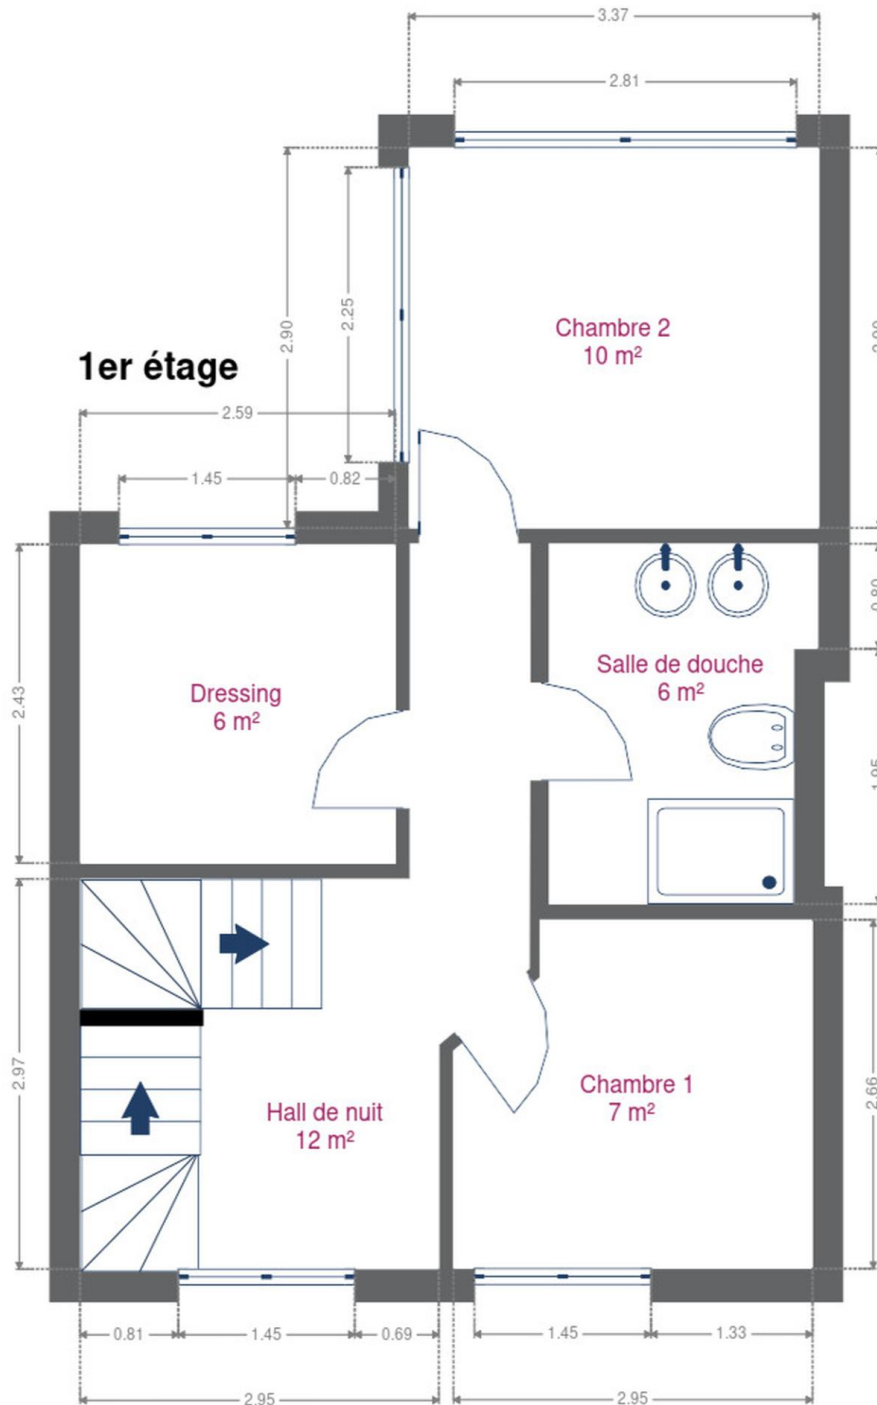 3.37
2.81
2.90
2.25
1er étage
Chambre 2
10 m²
2.59
1.45
0.82
2.43
Dressing
6 m²
Salle de douche
6 m²
2.97
Hall de nuit
12 m²
Chambre 1
7 m²
2.66
0.81
1.45
0.69
1.45
1.33
2.95
2.95